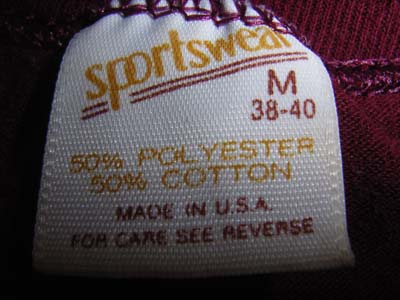 sportswear
M
38-40
50% POLYESTER
50% COTTON
MADE IN U.S.A.
FOR CARE SEE REVERSE